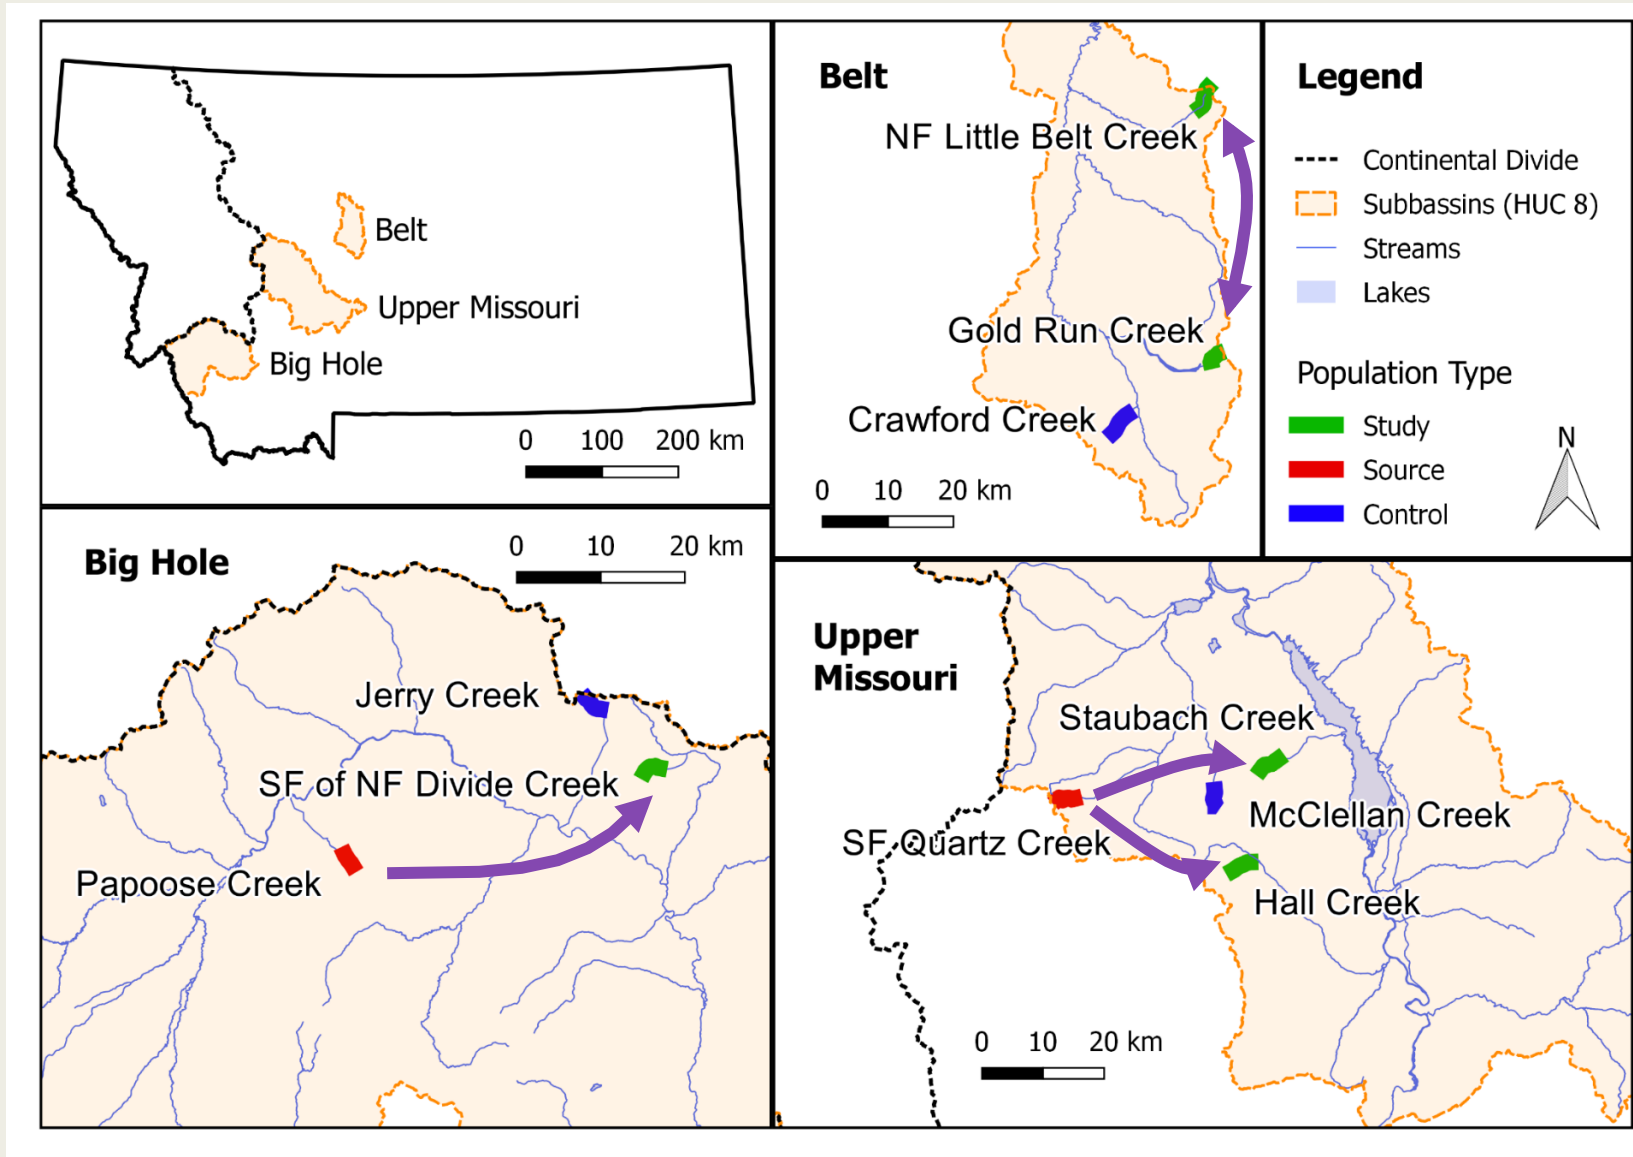 Belt
Upper Missouri
Big Hole
0 100 200 km
Belt
NF Little Belt Creek
Gold Run Creek
Crawford Creek
0 10 20 km
Legend
Continental Divide
Subbassins (HUC 8)
Streams
Lakes
Population Type
Study
Source
Control
N
Big Hole
0 10 20 km
Jerry Creek
SF of NF Divide Creek
Papoose Creek
Upper
Missouri
Staubach Creek
McClellan Creek
SF Quartz Creek
Hall Creek
0 10 20 km